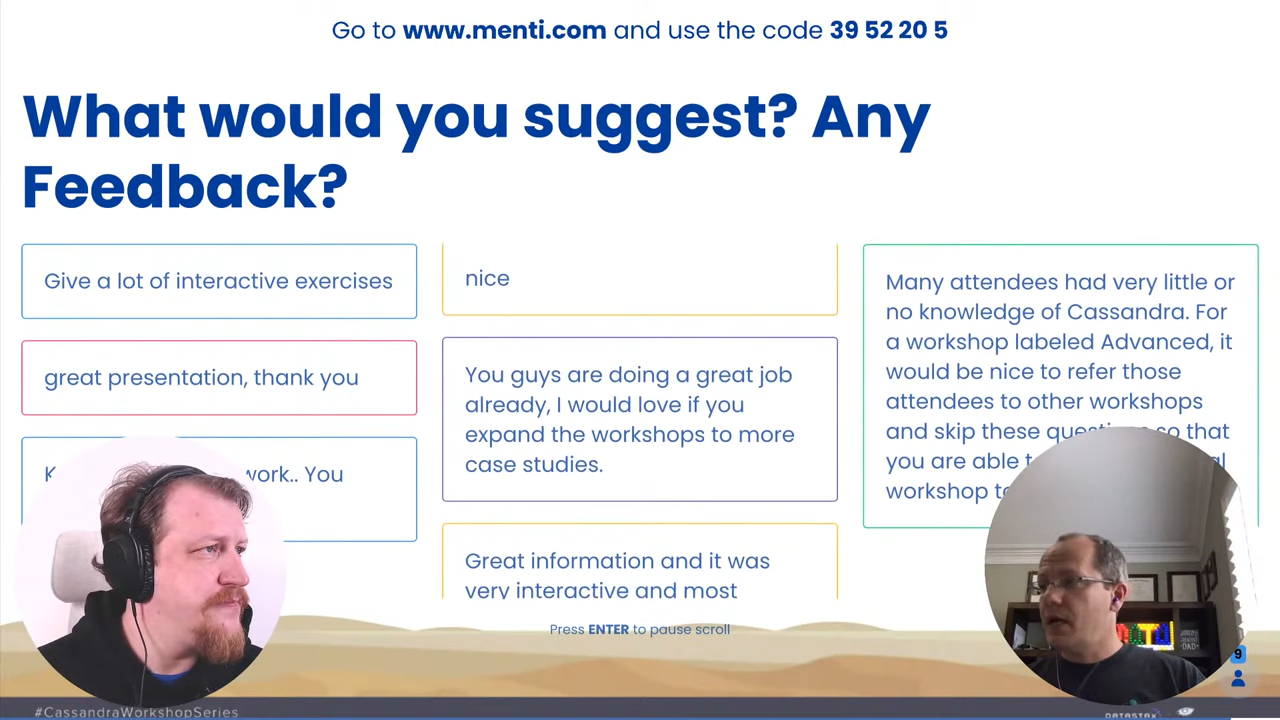 Go to www.menti.com and use the code 39 52 20 5
What would you suggest? Any
Feedback?
Give a lot of interactive exercises
great presentation, thank you
work.. You
nice
You guys are doing a great job
already, I would love if you
expand the workshops to more
case studies.
Great information and it was
very interactive and most
Many attendees had very little or
no knowledge of Cassandra. For
a workshop labeled Advanced, it
would be nice to refer those
attendees to other workshops
and skip these so that
you are able
workshop
Press ENTER to pause scroll
9
#CassandraWorkshopSeries
DATASTAX